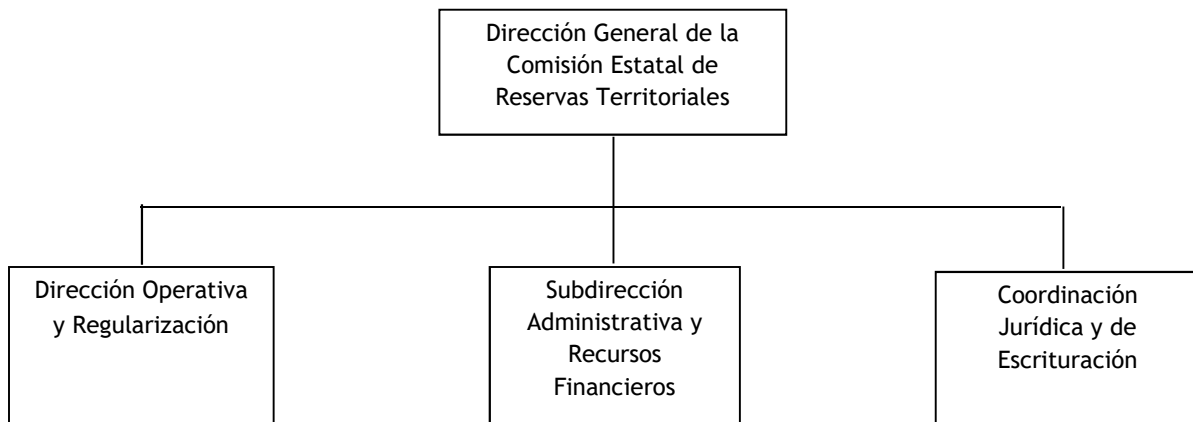 Dirección General de la
Comisión Estatal de
Reservas Territoriales
Dirección Operativa
y Regularización
Subdirección
Administrativa y
Recursos
Financieros
Coordinación
Jurídica y de
Escrituración